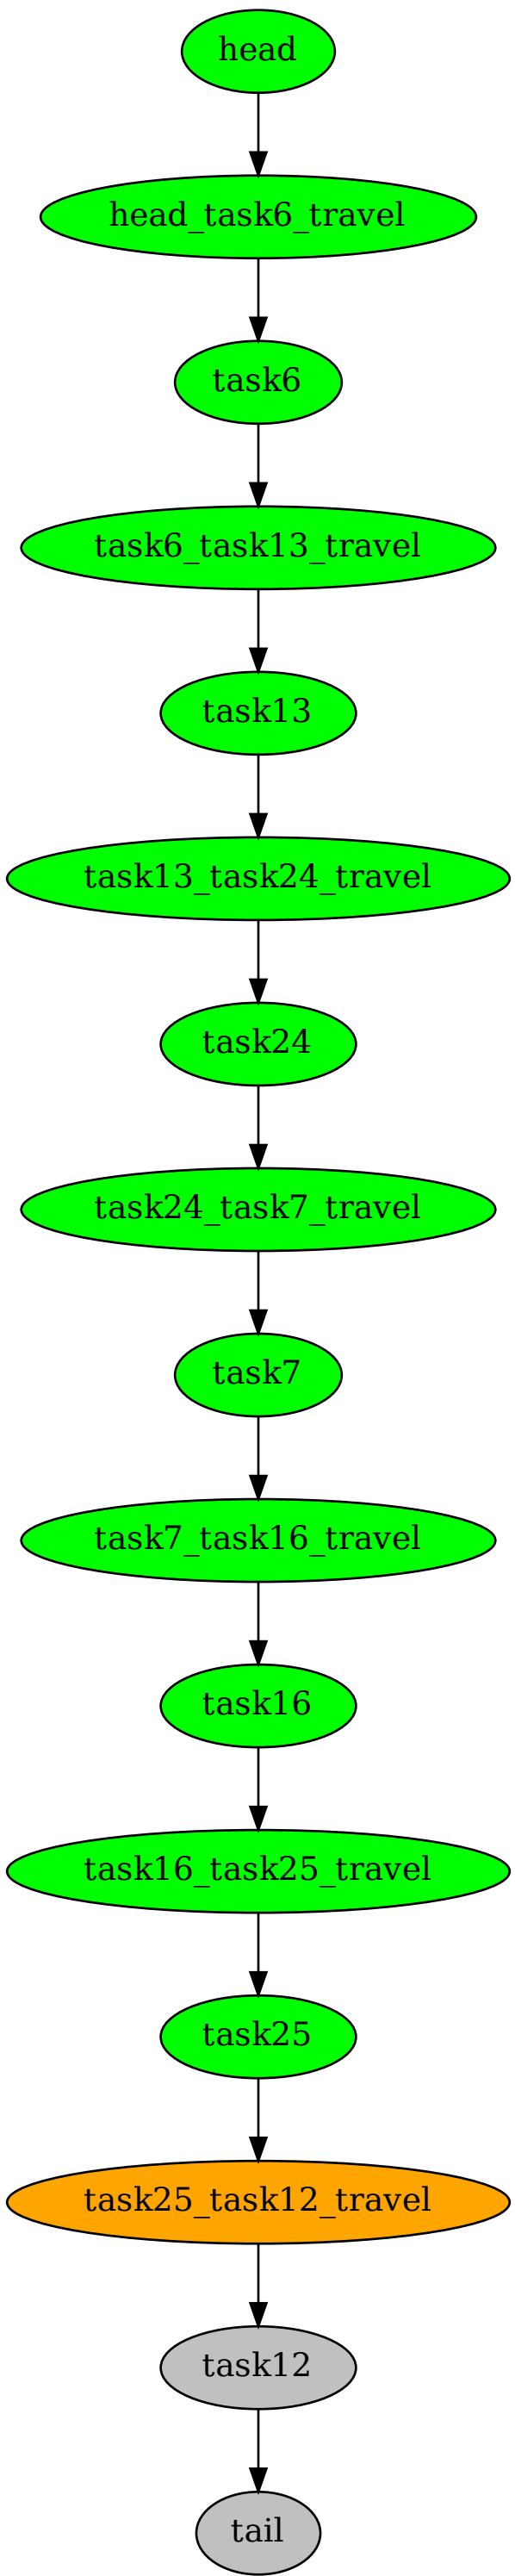 head
head_task6_travel
task6
task6_task13_travel
task13
task13_task24_travel
task24
task24_task7_travel
task7
task7_task16_travel
task16
task16_task25_travel
task25
task25_task12_travel
task12
tail